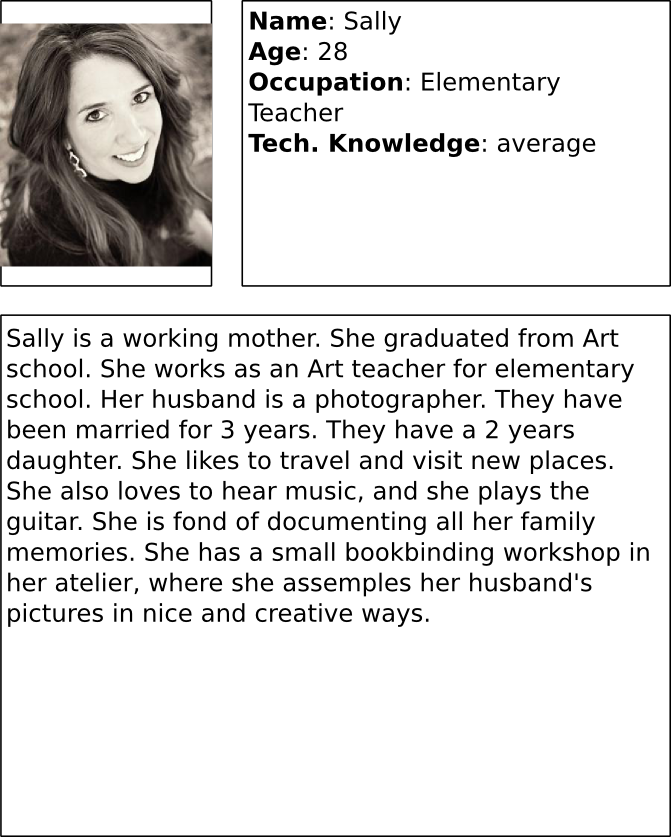 Name: Sally
Age: 28
Occupation: Elementary
Teacher
Tech. Knowledge: average
Sally is a working mother. She graduated from Art
school. She works as an Art teacher for elementary
school. Her husband is a photographer. They have
been married for 3 years. They have a 2 years
daughter. She likes to travel and visit new places.
She also loves to hear music, and she plays the
guitar. She is fond of documenting all her family
memories. She has a small bookbinding workshop in
her atelier, where she assemples her husband's
pictures in nice and creative ways.